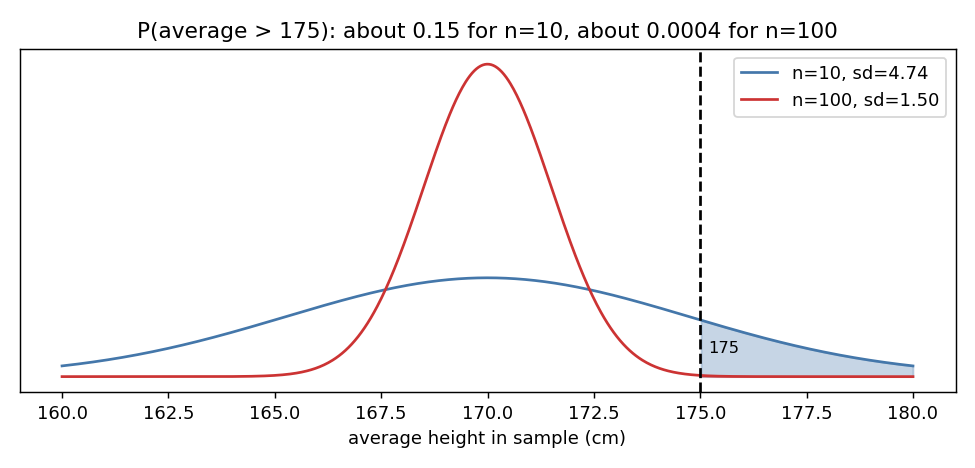 P(average > 175): about 0.15 for n=10, about 0.0004 for n=100
n=10, sd=4.74
n=100, sd=1.50
175
160.0 162.5 165.0 167.5 170.0 172.5 175.0 177.5 180.0
average height in sample (cm)